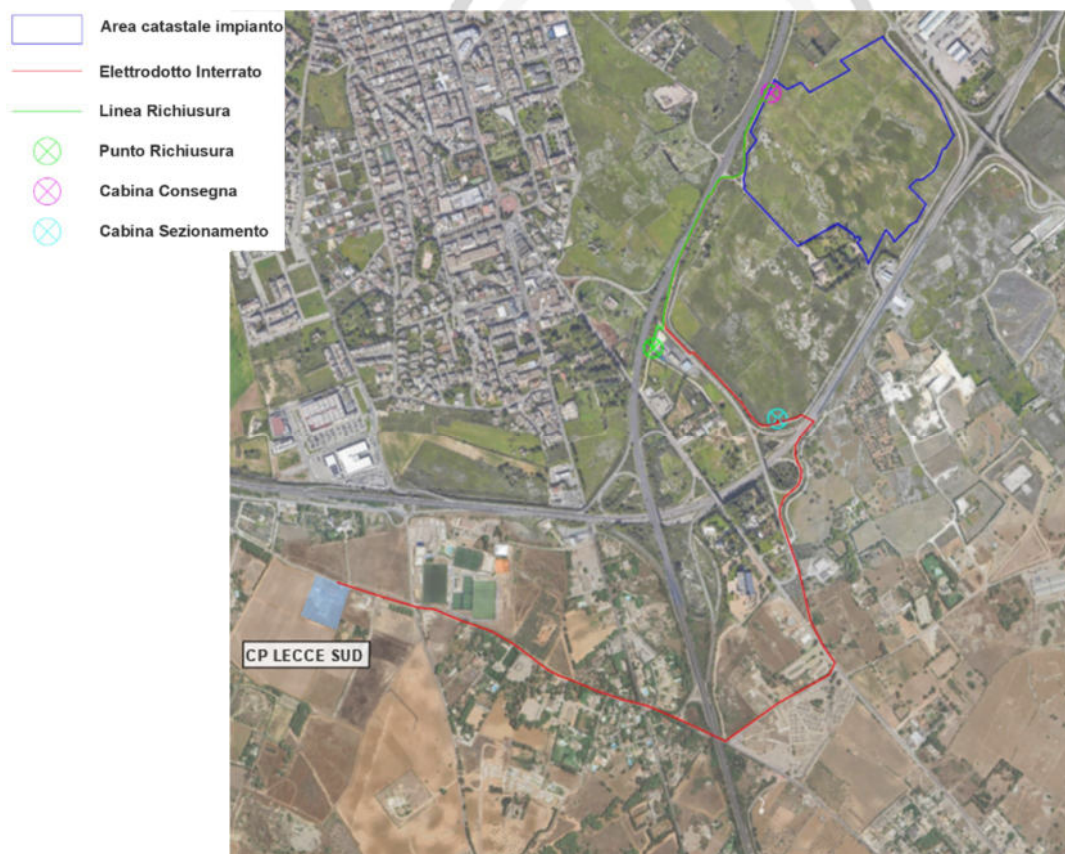 Area catastale impianto
Elettrodotto Interrato
Linea Richiusura
Punto Richiusura
Cabina Consegna
Cabina Sezionamento
CP LECCE SUD